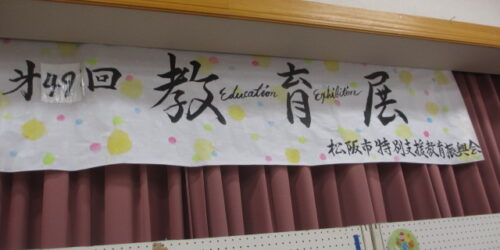 第49回 教育展
Education Exhibition
松阪市特別支援教育振興会